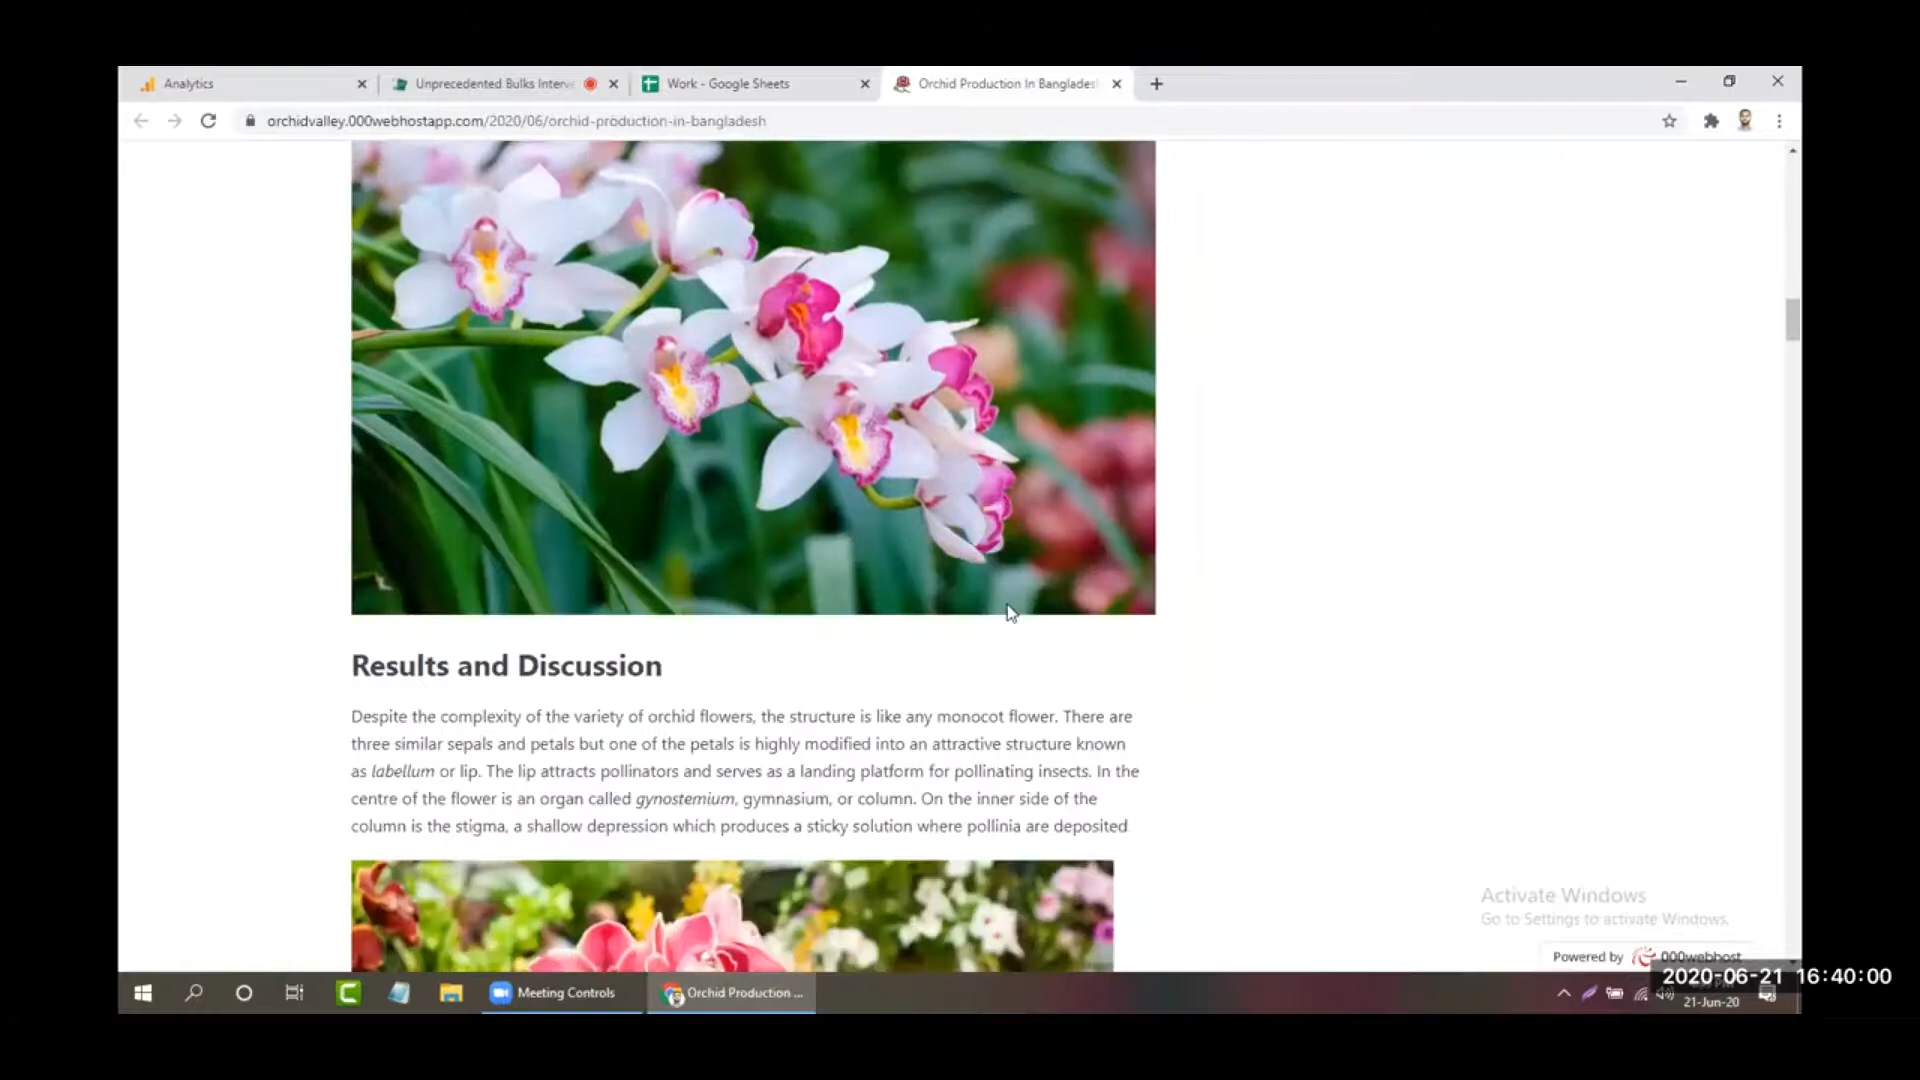 Analytics
Unprecedented Bulks Interv
Work - Google Sheets
Orchid Production In Banglades
orchidvalley.000webhostapp.com/2020/06/orchid-production-in-bangladesh
Results and Discussion
Despite the complexity of the variety of orchid flowers, the structure is like any monocot flower. There are
three similar sepals and petals but one of the petals is highly modified into an attractive structure known
as labellum or lip. The lip attracts pollinators and serves as a landing platform for pollinating insects. In the
centre of the flower is an organ called gynostemium, gymnasium, or column. On the inner side of the
column is the stigma, a shallow depression which produces a sticky solution where pollinia are deposited
Activate Windows
Go to Settings to activate Windows.
Powered by 000webhost
2020-06-21 16:40:00
Meeting Controls
Orchid Production ...
21-Jun-20